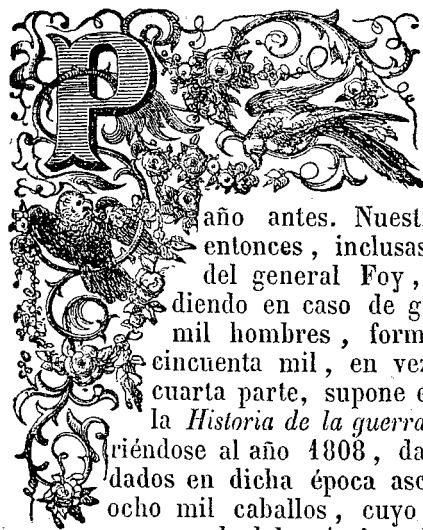 P
año antes. Nuest
entonces, inclusas
del general Foy,
diendo en caso de g
mil hombres, form
cincuenta mil, en vez
cuarta parte, supone e
la Historia de la guerra
riéndose al año 1808, da
dados en dicha época asc
ocho mil caballos, cuyo